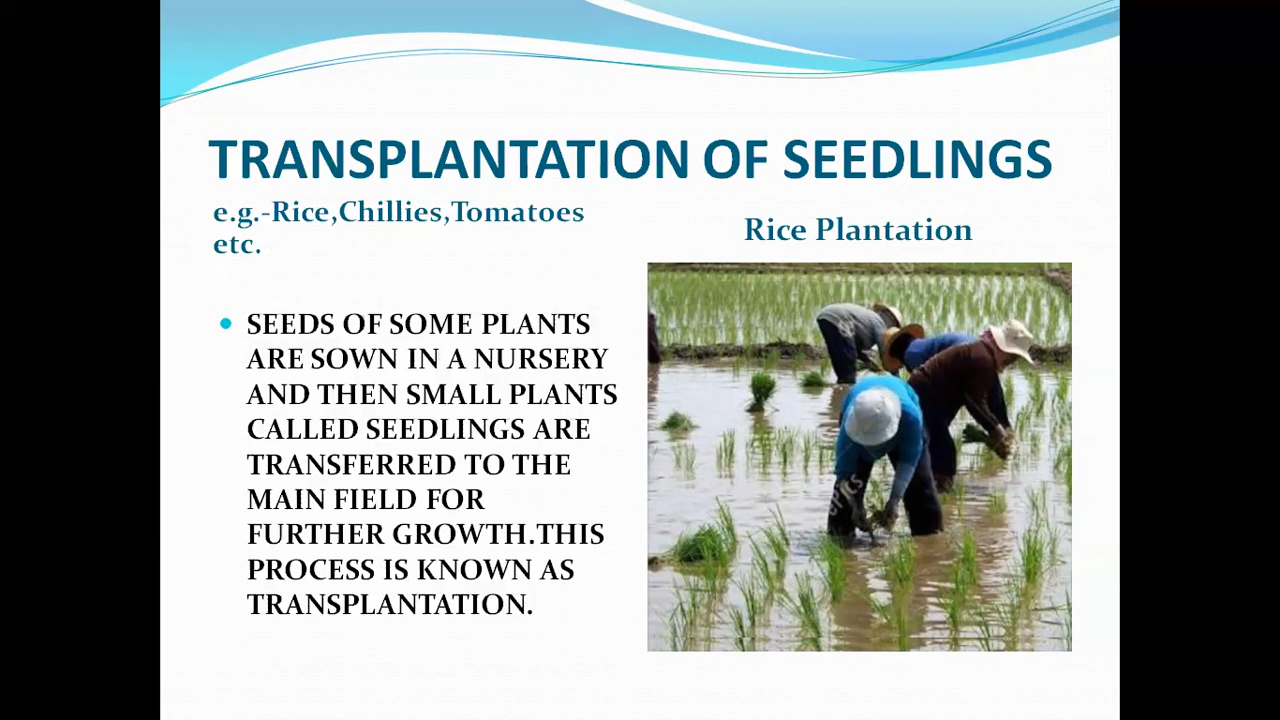 TRANSPLANTATION OF SEEDLINGS
e.g.-Rice,Chillies,Tomatoes
etc.
Rice Plantation
SEEDS OF SOME PLANTS
ARE SOWN IN A NURSERY
AND THEN SMALL PLANTS
CALLED SEEDLINGS ARE
TRANSFERRED TO THE
MAIN FIELD FOR
FURTHER GROWTH.THIS
PROCESS IS KNOWN AS
TRANSPLANTATION.